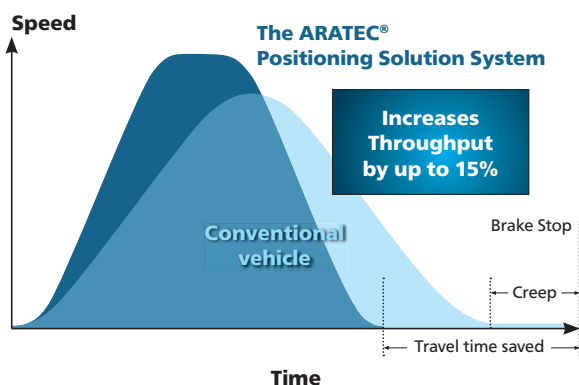 Speed
The ARATEC®
Positioning Solution System
Increases
Throughput
by up to 15%
Conventional
vehicle
Brake Stop
Creep
Travel time saved
Time